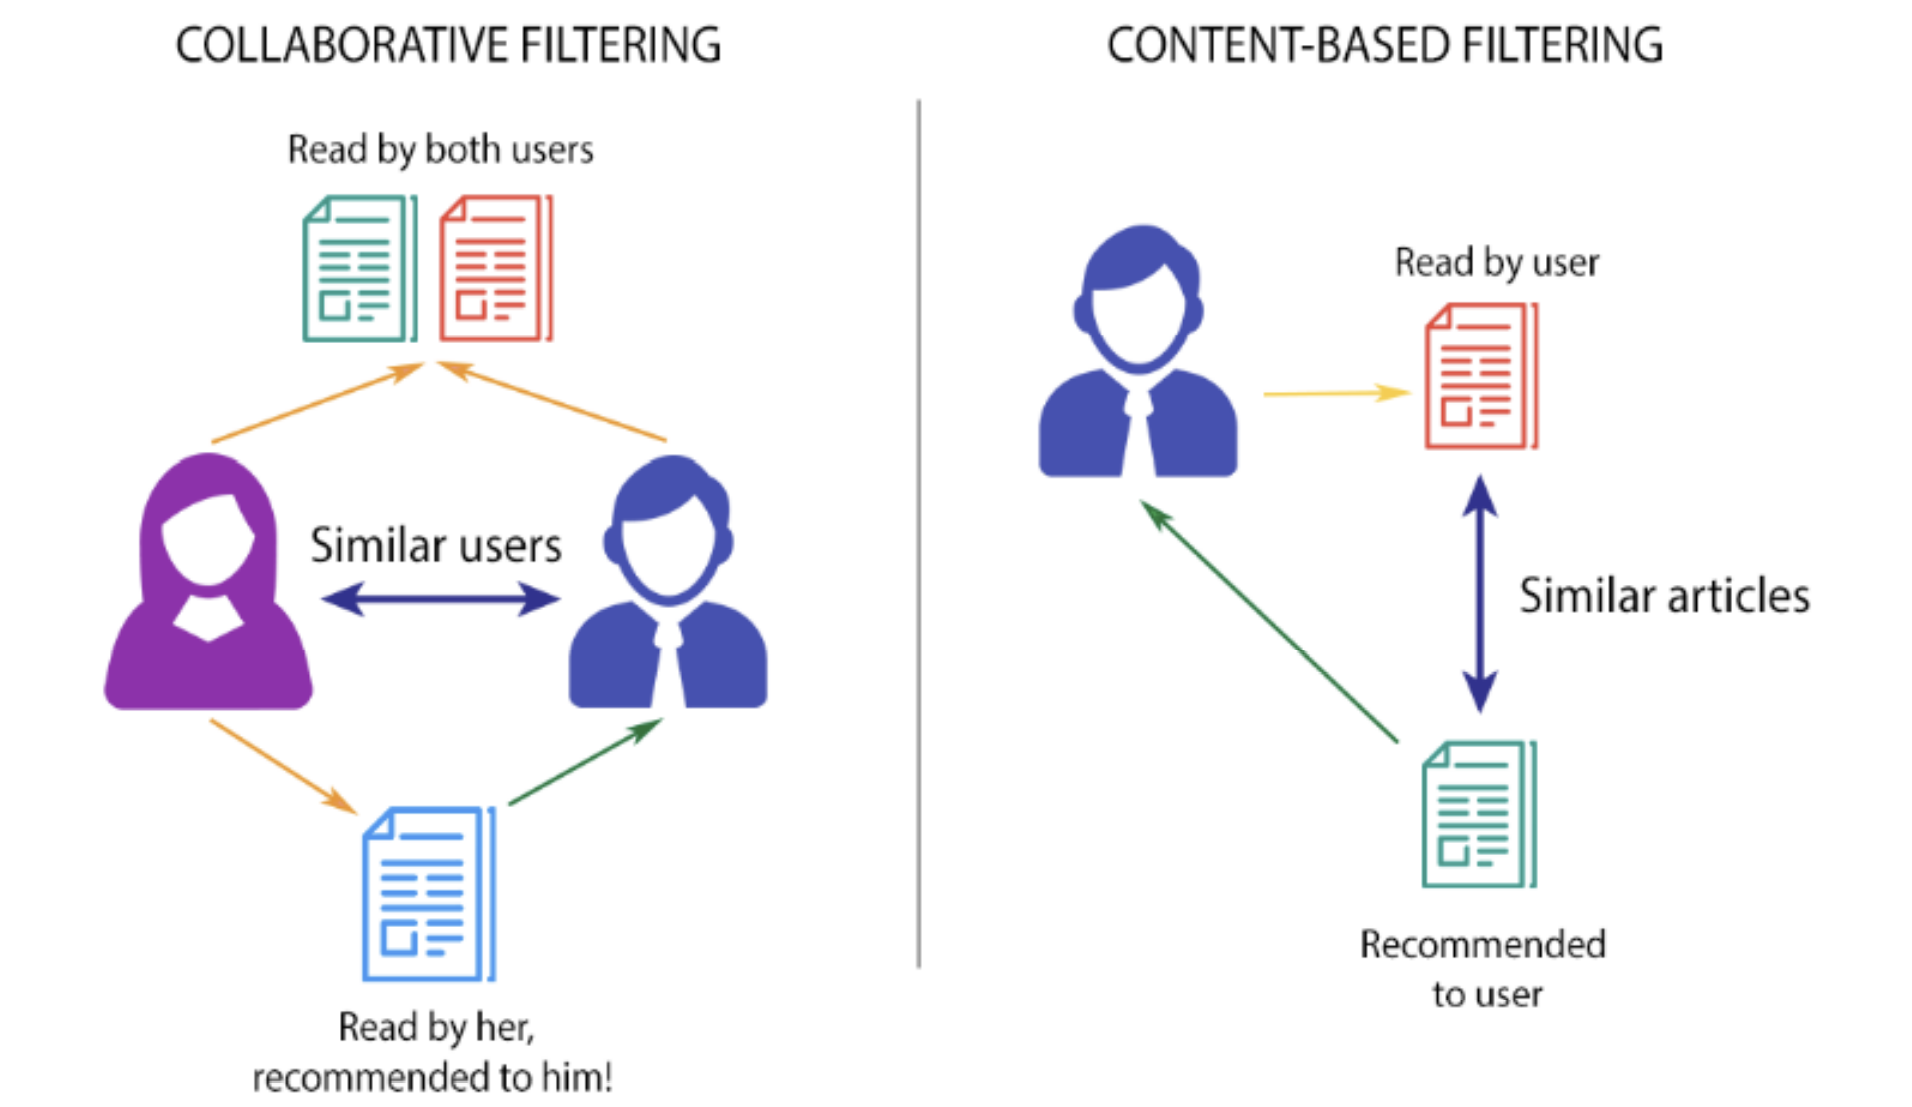 COLLABORATIVE FILTERING
Read by both users
Similar users
Read by her,
recommended to him!
CONTENT-BASED FILTERING
Read by user
Similar articles
Recommended
to user